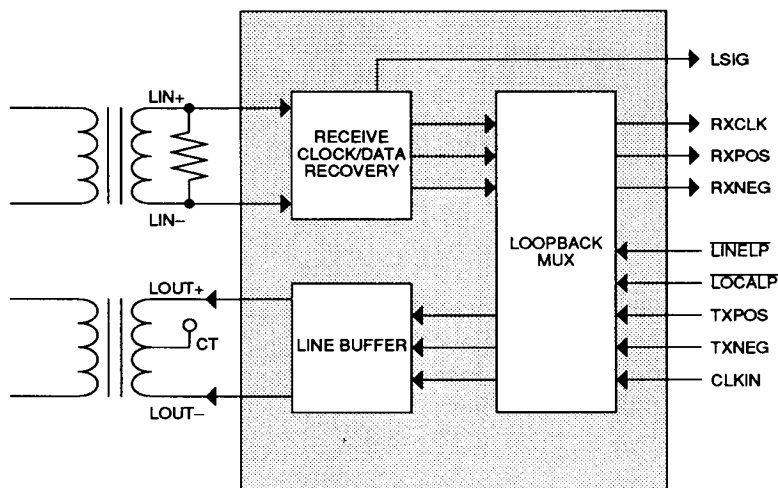 LSIG
LIN+
RXCLK
RECEIVE
CLOCK/DATA
RECOVERY
RXPOS
RXNEG
LIN–
LOOPBACK
MUX
LINELP
LOCALP
LOUT+
TXPOS
CT
LINE BUFFER
TXNEG
CLKIN
LOUT–